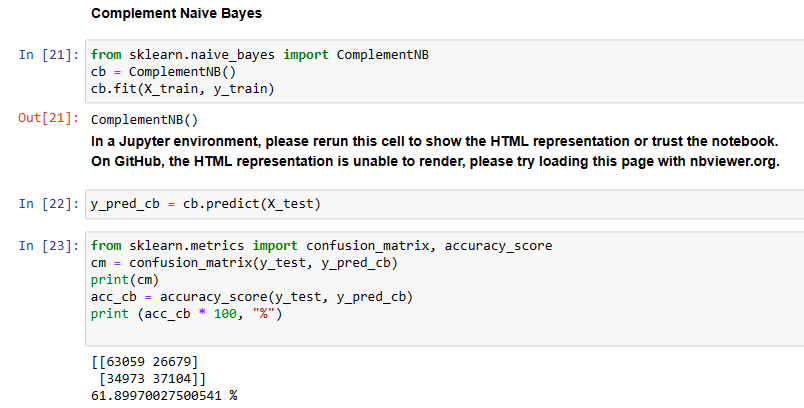 Complement Naive Bayes
In [21]: from sklearn.naive_bayes import ComplementNB
cb = ComplementNB()
cb.fit(X_train, y_train)
Out[21]: ComplementNB()
In a Jupyter environment, please rerun this cell to show the HTML representation or trust the notebook.
On GitHub, the HTML representation is unable to render, please try loading this page with nbviewer.org.
In [22]: y_pred_cb = cb.predict(X_test)
In [23]: from sklearn.metrics import confusion_matrix, accuracy_score
cm = confusion_matrix(y_test, y_pred_cb)
print(cm)
acc_cb = accuracy_score(y_test, y_pred_cb)
print (acc_cb * 100, "%")
[[63059 26679]
[34973 37104]]
61.89970027500541 %